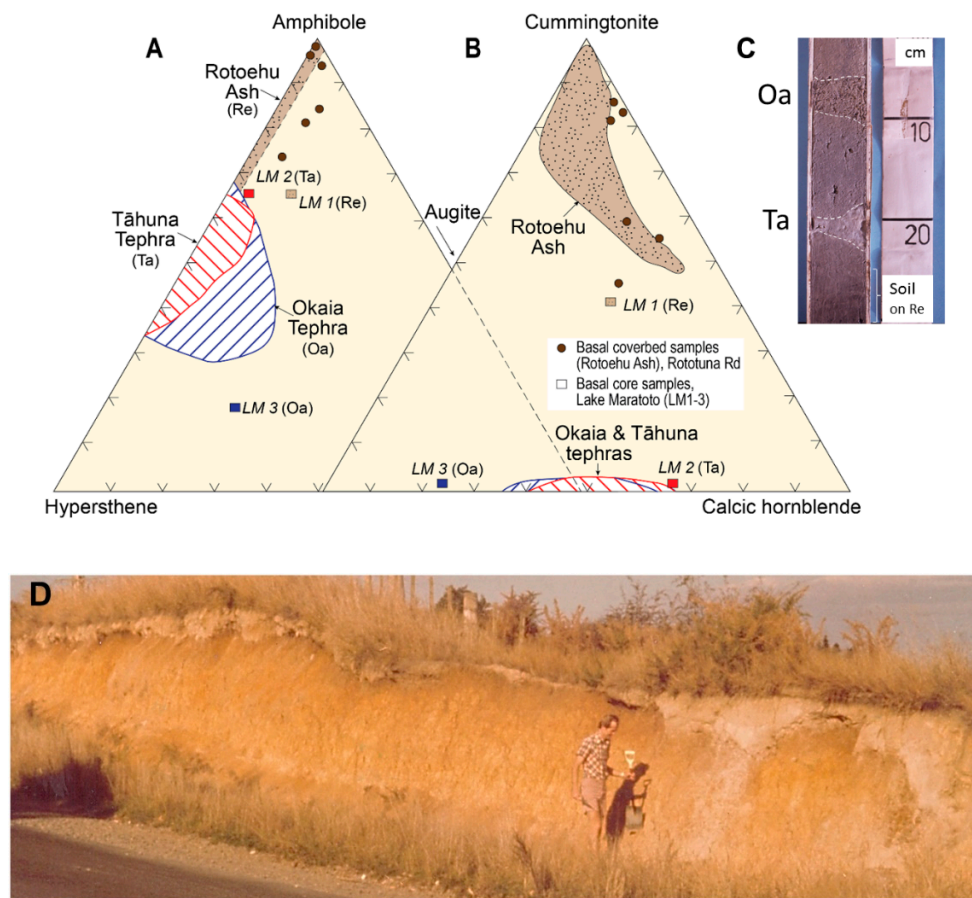 Amphibole
A
Rotoehu
Ash
(Re)
LM 2 (Ta)
LM 1 (Re)
Tāhuna
Tephra
(Ta)
Okaia
Tephra
(Oa)
LM 3 (Oa)
Hypersthene
Augite
Cummingtonite
B
Rotoehu
Ash
LM 1 (Re)
Basal coverbed samples
(Rotoehu Ash), Rototuna Rd
Basal core samples,
Lake Maratoto (LM1-3)
Okaia & Tāhuna
tephras
LM 3 (Oa)
LM 2 (Ta)
Calcic hornblende
C
cm
Oa
10
Ta
20
Soil
on Re
D